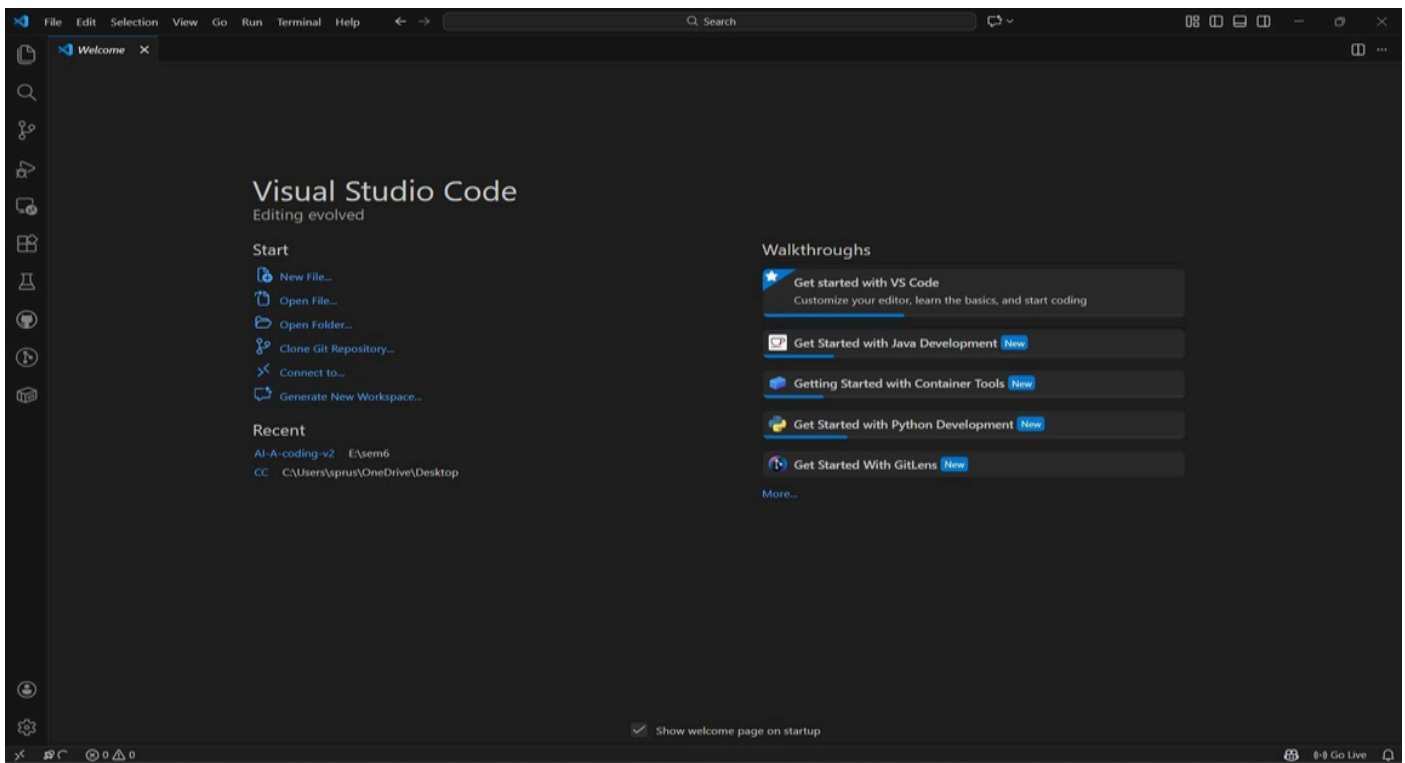 File Edit Selection View Go Run Terminal Help
Search
Welcome
Visual Studio Code
Editing evolved
Start
New File...
Open File...
Open Folder...
Clone Git Repository...
Connect to...
Generate New Workspace...
Recent
AI-A-coding-v2 E:\sem6
CC C:\Users\sprus\OneDrive\Desktop
Walkthroughs
Get started with VS Code
Customize your editor, learn the basics, and start coding
Get Started with Java Development New
Getting Started with Container Tools New
Get Started with Python Development New
Get Started With GitLens New
More...
Show welcome page on startup
0 0
Go Live